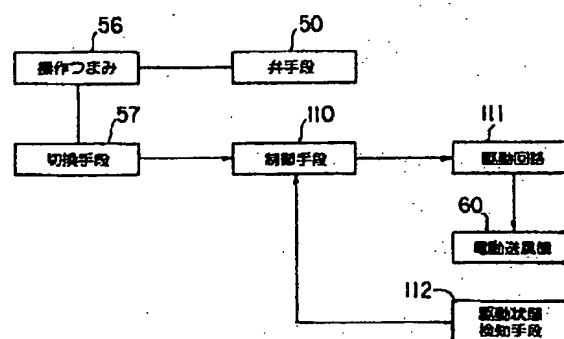 56
操作つまみ
50
弁手段
57
切換手段
110
制御手段
111
駆動回路
60
電動送風機
112
駆動状態
検知手段